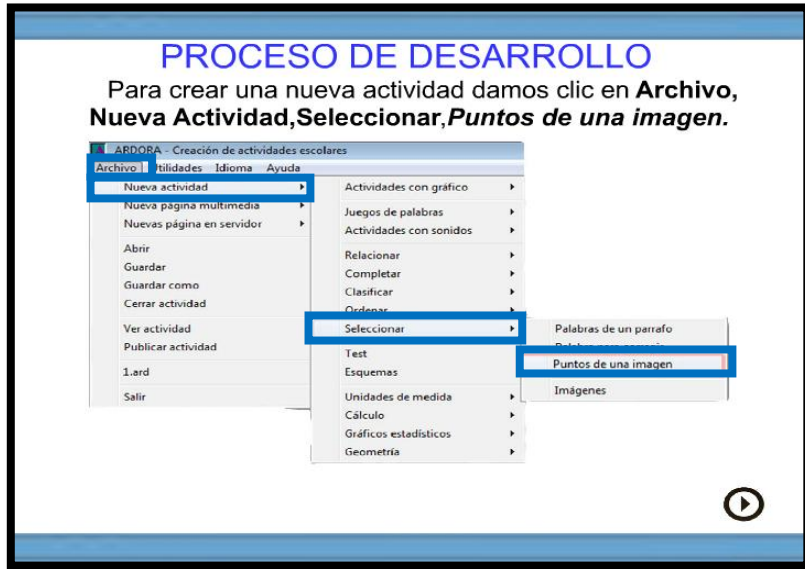 PROCESO DE DESARROLLO
Para crear una nueva actividad damos clic en Archivo,
Nueva Actividad,Seleccionar,Puntos de una imagen.
ARDORA - Creación de actividades escolares
Archivo Utilidades Idioma Ayuda
Nueva actividad
Nueva página multimedia
Nuevas página en servidor
Abrir
Guardar
Guardar como
Cerrar actividad
Ver actividad
Publicar actividad
1.ard
Salir
Actividades con gráfico
Juegos de palabras
Actividades con sonidos
Relacionar
Completar
Clasificar
Ordenar
Seleccionar
Test
Esquemas
Unidades de medida
Cálculo
Gráficos estadísticos
Geometría
Palabras de un parrafo
Puntos de una imagen
Imágenes